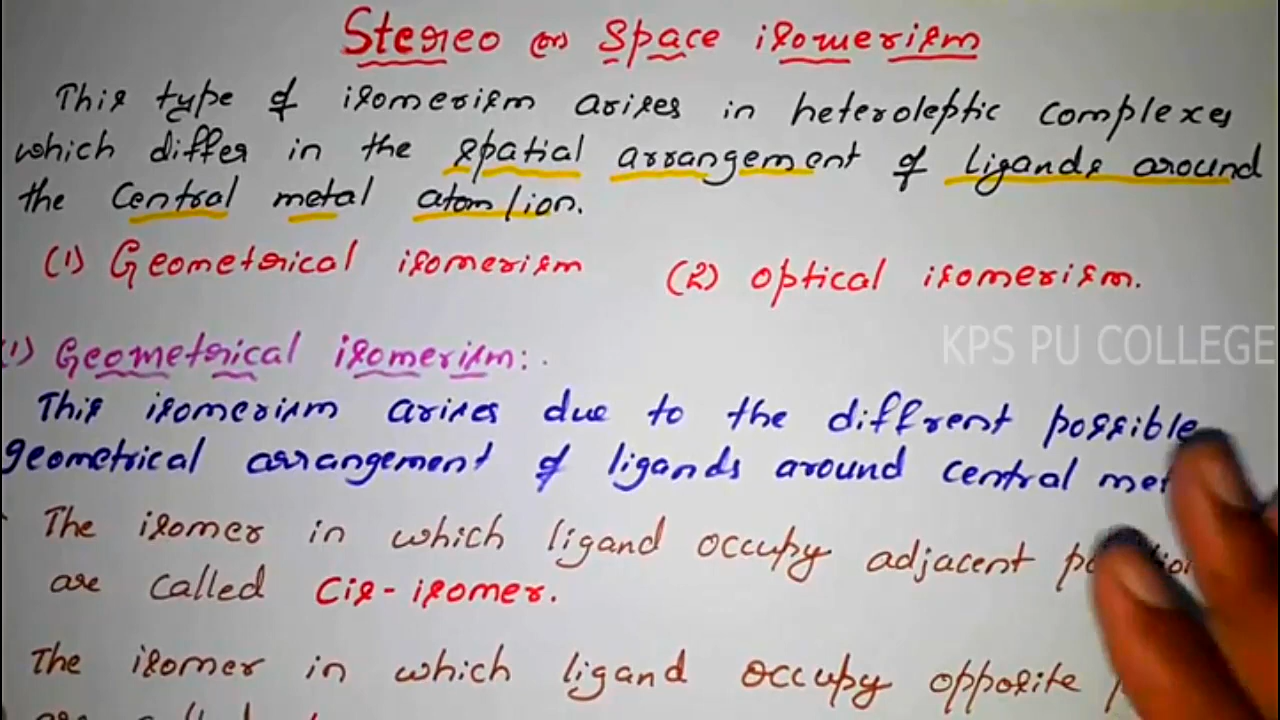 Stereo or Space isomerism
This type of isomerism arises in heteroleptic complexes
which differ in the spatial arrangement of ligands around
the central metal atom/ion.
(1) Geometrical isomerism (2) optical isomerism.
KPS PU COLLEGE
(1) Geometrical isomerism:.
This isomerism arises due to the diffrent possible
geometrical arrangement of ligands around central
The isomer in which ligand occupy adjacent
are called Cis-isomer.
The isomer in which ligand occupy opposite